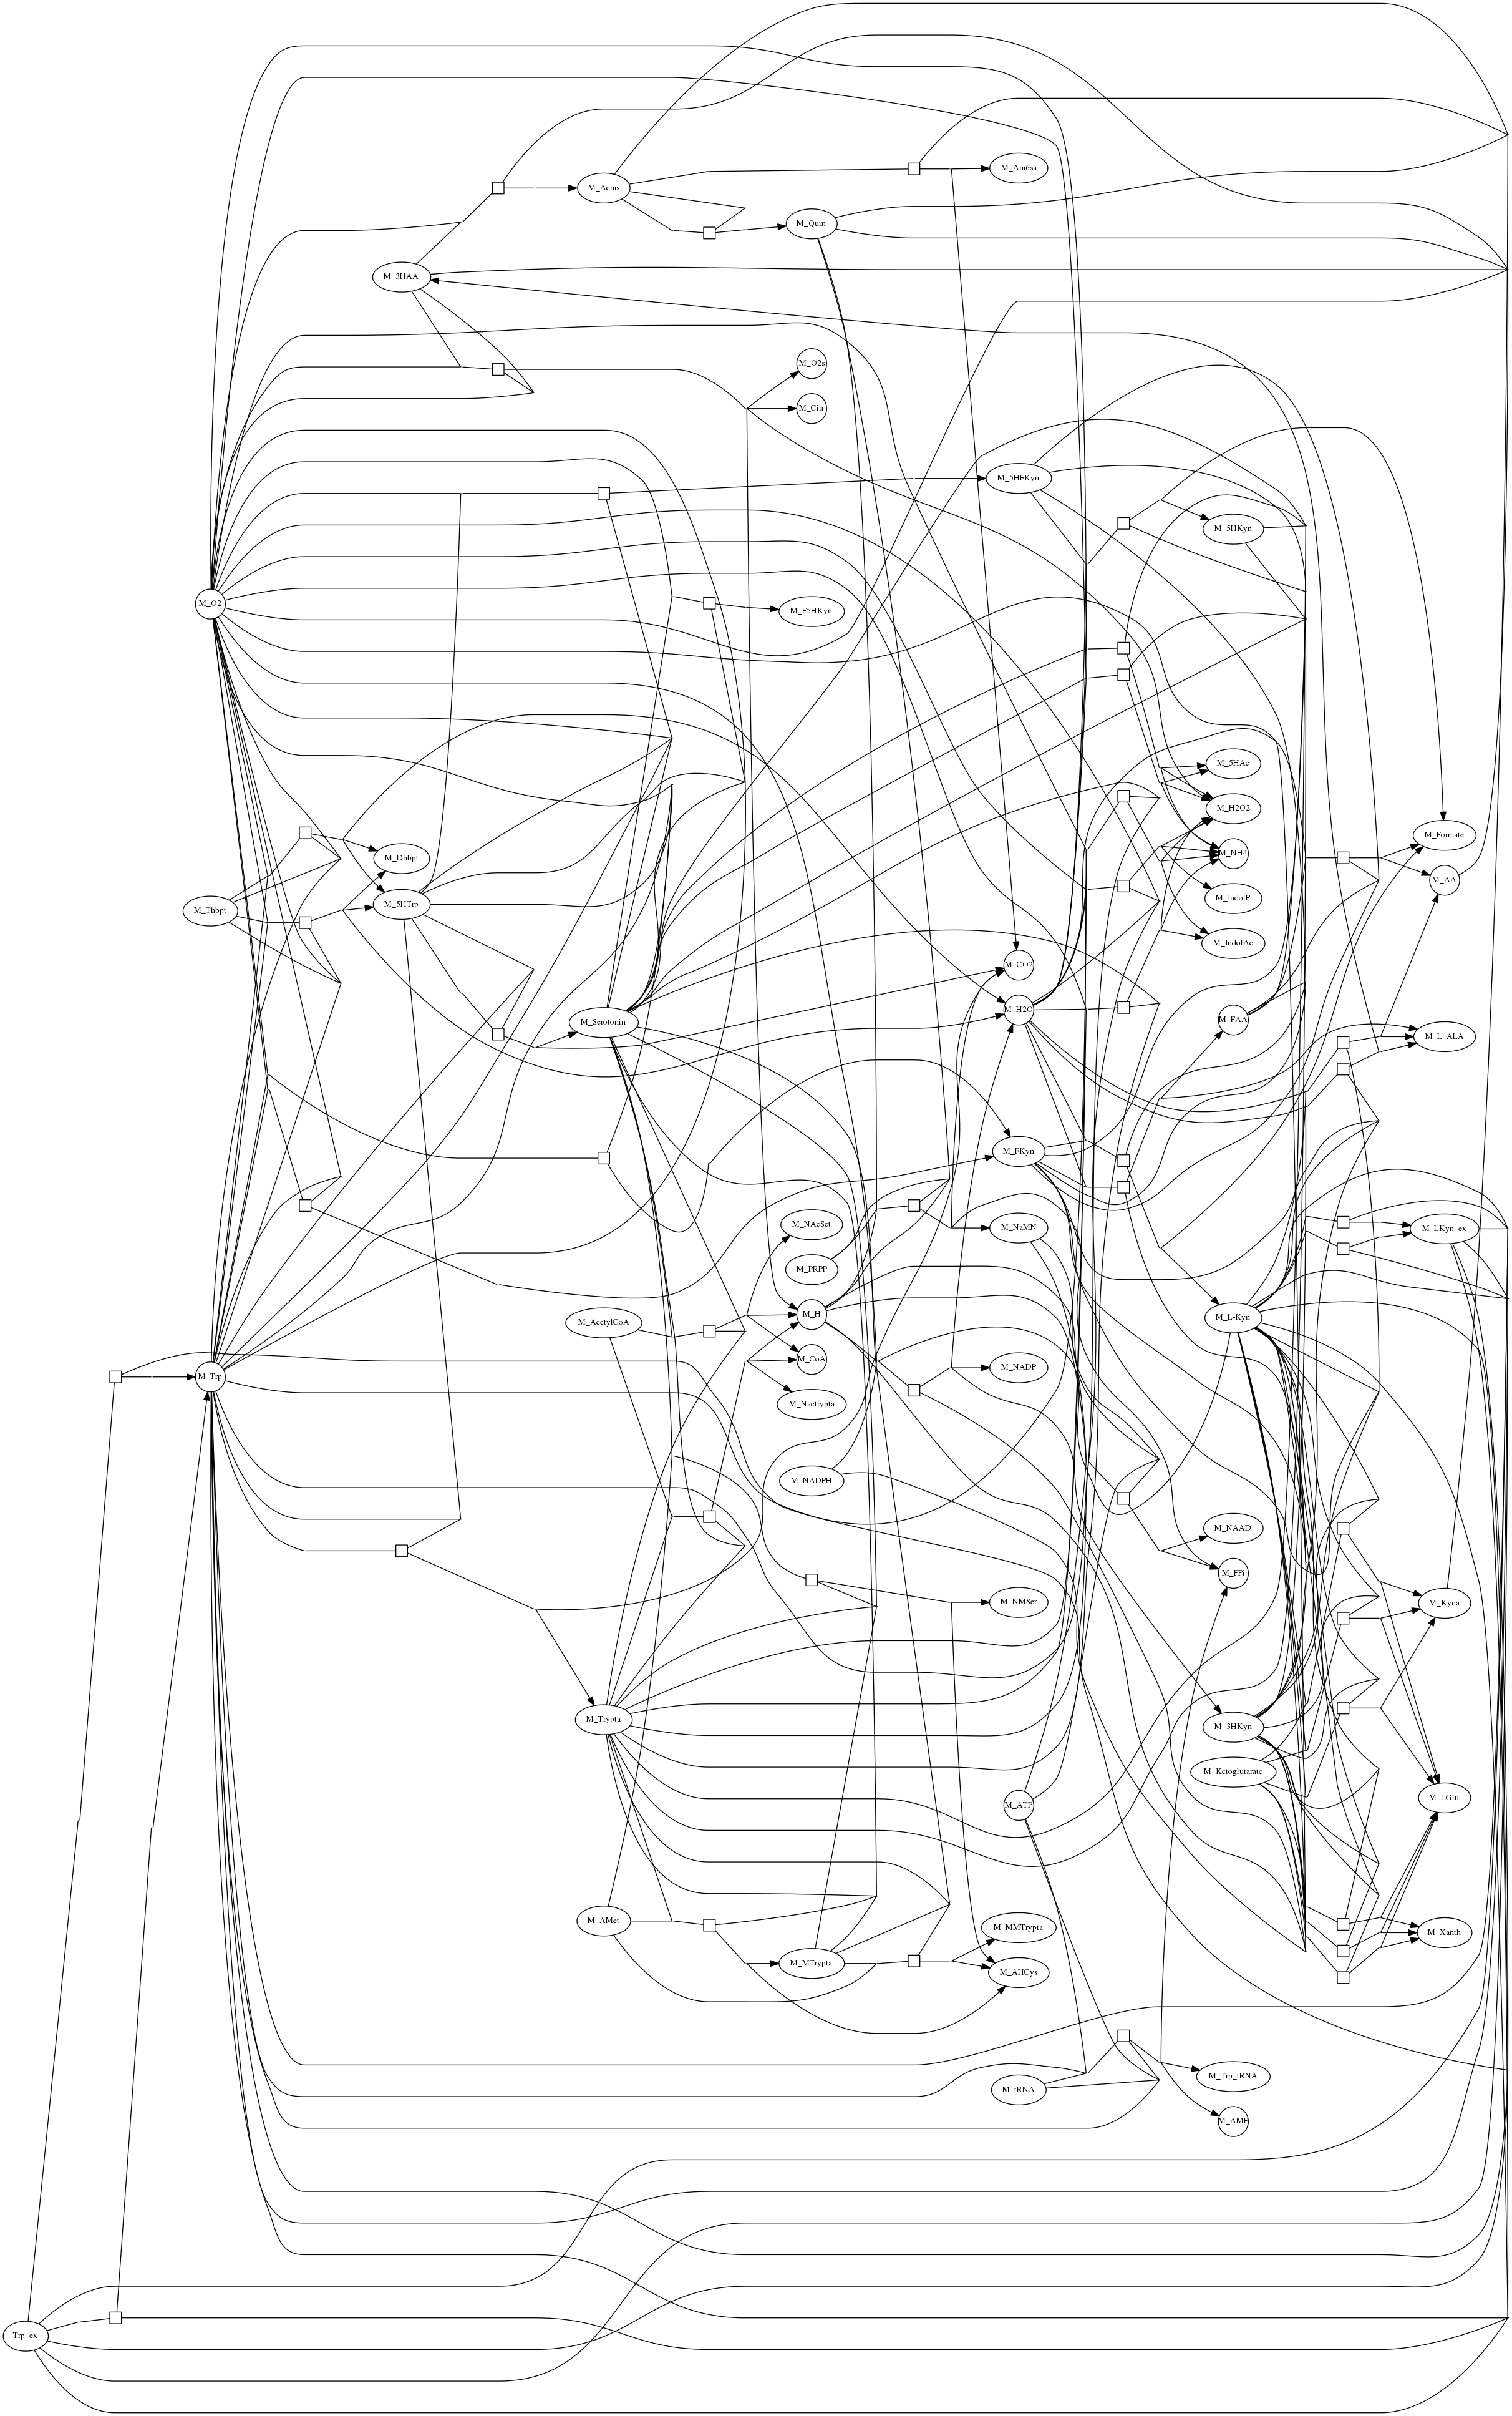 M_Am6sa
M_Acms
M_Quin
M_3HAA
M_O2s
M_Cin
M_5HFKyn
M_5HKyn
M_O2
M_F5HKyn
M_5HAc
M_H2O2
M_Formate
M_NH4
M_Dhbpt
M_AA
M_IndolP
M_5HTrp
M_Thbpt
M_IndolAc
M_CO2
M_H2O
M_FAA
M_Serotonin
M_L_ALA
M_FKyn
M_NAcSet
M_NaMN
M_LKyn_ex
M_PRPP
M_H
M_L-Kyn
M_AcetylCoA
M_CoA
M_NADP
M_Trp
M_Nactrypta
M_NADPH
M_NAAD
M_PPi
M_NMSer
M_Kyna
M_Trypta
M_3HKyn
M_Ketoglutarate
M_LGlu
M_ATP
M_AMet
M_MMTrypta
M_Xanth
M_MTrypta
M_AHCys
M_Trp_tRNA
M_tRNA
M_AMP
Trp_ex